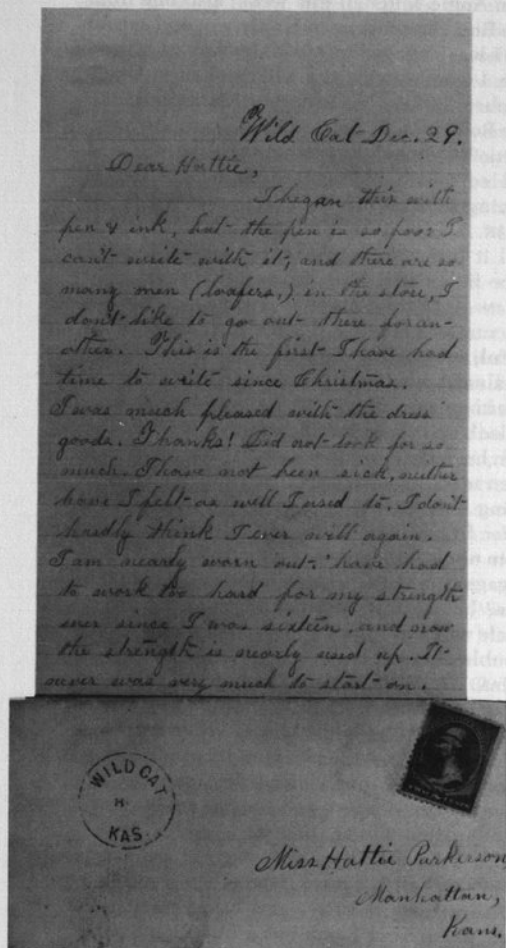 Wild Cat Dec. 29.
Dear Hattie,
I began this with
pen & ink, but the pen is so poor I
can't write with it, and there are so
many men (loafers,) in the store, I
don't like to go out there for an-
other. This is the first I have had
time to write since Christmas.
I was much pleased with the dress
goods. Thanks! Did not look for so
much. I have not been sick, neither
have I felt as well I used to. I don't
hardly think I ever will again.
I am nearly worn out; have had
to work too hard for my strength
ever since I was sixteen, and now
the strength is nearly used up. It
never was very much to start on.
WILD CAT
KAS
Miss Hattie Parkerson,
Manhattan,
Kans.